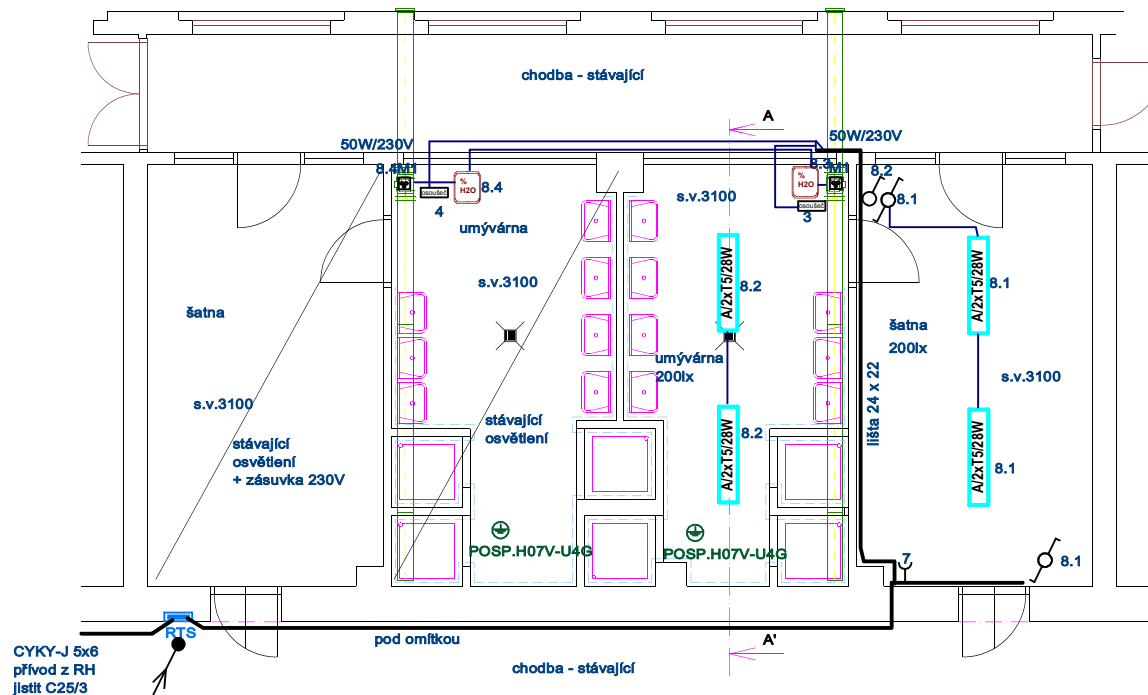 chodba - stávající
A
50W/230V
50W/230V
8.4M1
8.3
M1
8.2
%
H2O
8.4
%
H2O
8.1
osoušeč
osoušeč
4
3
s.v.3100
umývárna
A/2xT5/28W
8.2
A/2xT5/28W
8.1
s.v.3100
šatna
šatna
200lx
umývárna
200lx
s.v.3100
s.v.3100
lišta 24 x 22
stávající
osvětlení
A/2xT5/28W
8.2
A/2xT5/28W
8.1
stávající
osvětlení
+ zásuvka 230V
POSP.H07V-U4G
POSP.H07V-U4G
7
8.1
RTS
pod omítkou
A'
CYKY-J 5x6
přívod z RH
jistit C25/3
chodba - stávající